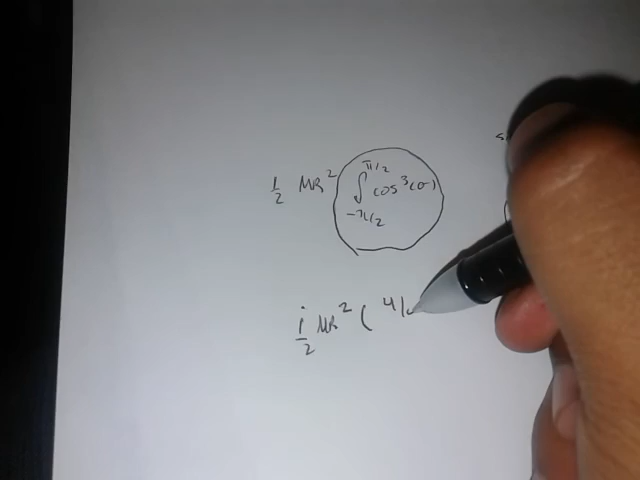 1/2 MR² ∫_{-π/2}^{π/2} cos³(θ)
1/2 MR² ( 4/